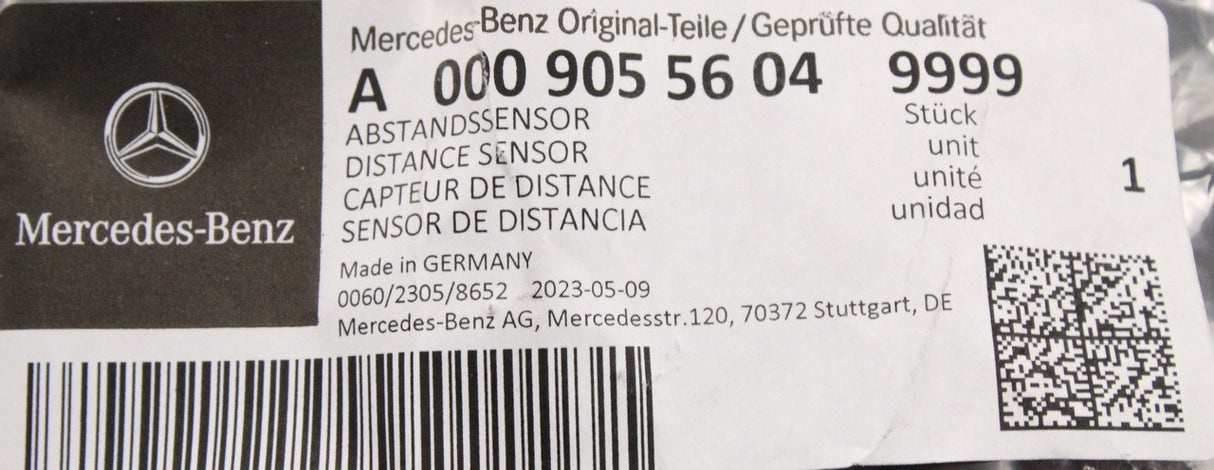 Mercedes-Benz Original-Teile / Geprüfte Qualität
A 000 905 56 04 9999
ABSTANDSSENSOR Stück
DISTANCE SENSOR unit
CAPTEUR DE DISTANCE unité 1
SENSOR DE DISTANCIA unidad
Mercedes-Benz
Made in GERMANY
0060/2305/8652 2023-05-09
Mercedes-Benz AG, Mercedesstr.120, 70372 Stuttgart, DE